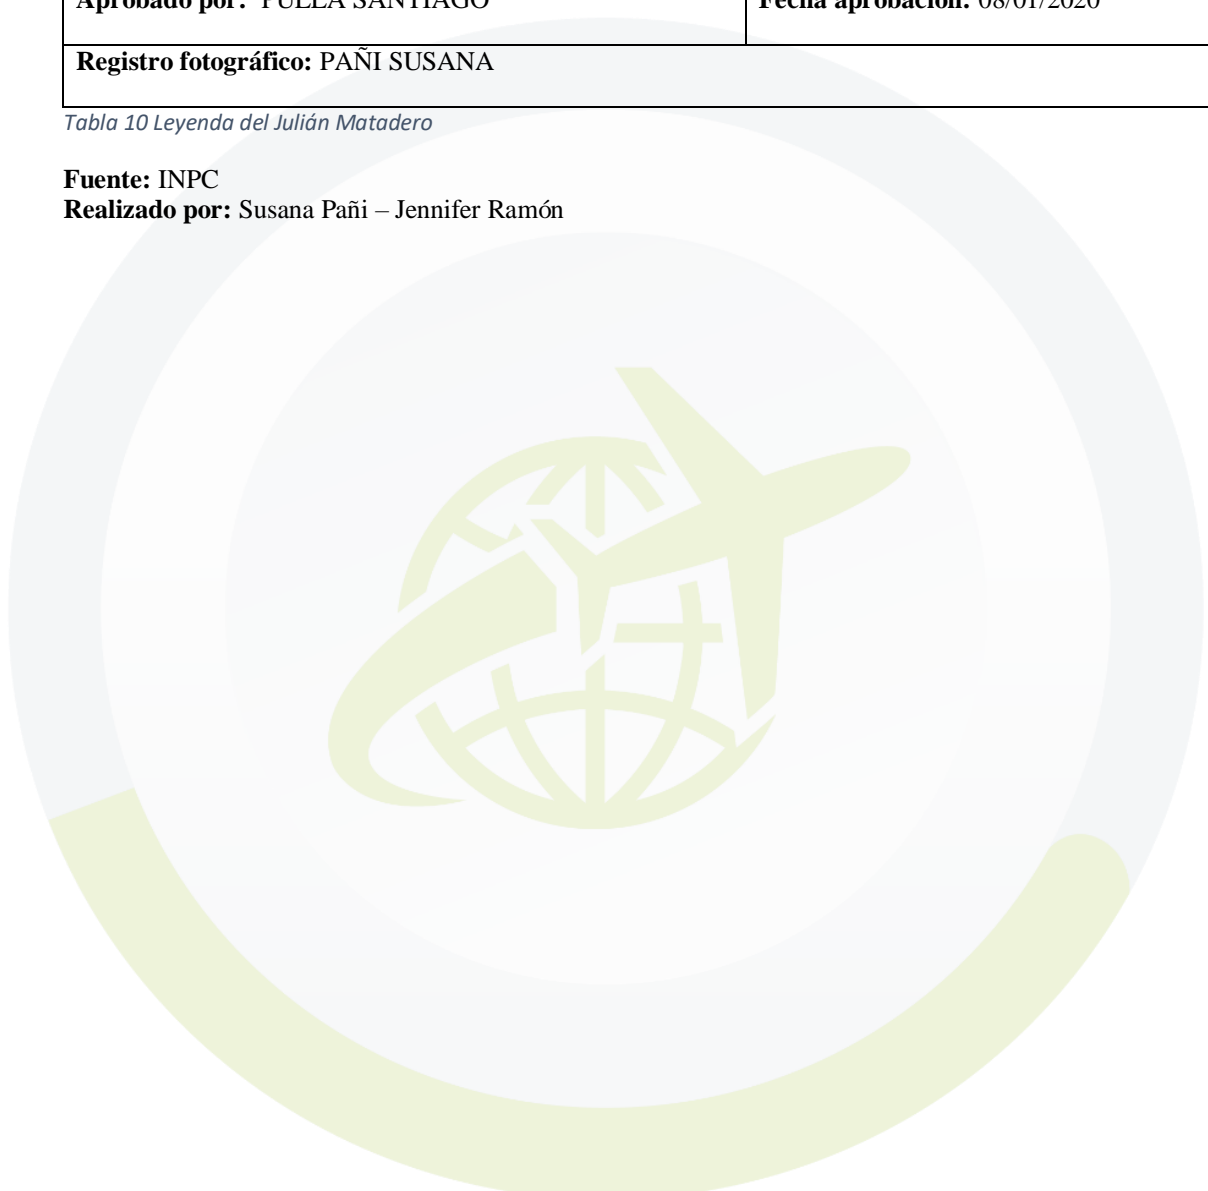 Aprobado por: PULLA SANTIAGO Fecha aprobación: 08/01/2020
Registro fotográfico: PAÑI SUSANA
Tabla 10 Leyenda del Julián Matadero
Fuente: INPC
Realizado por: Susana Pañi – Jennifer Ramón